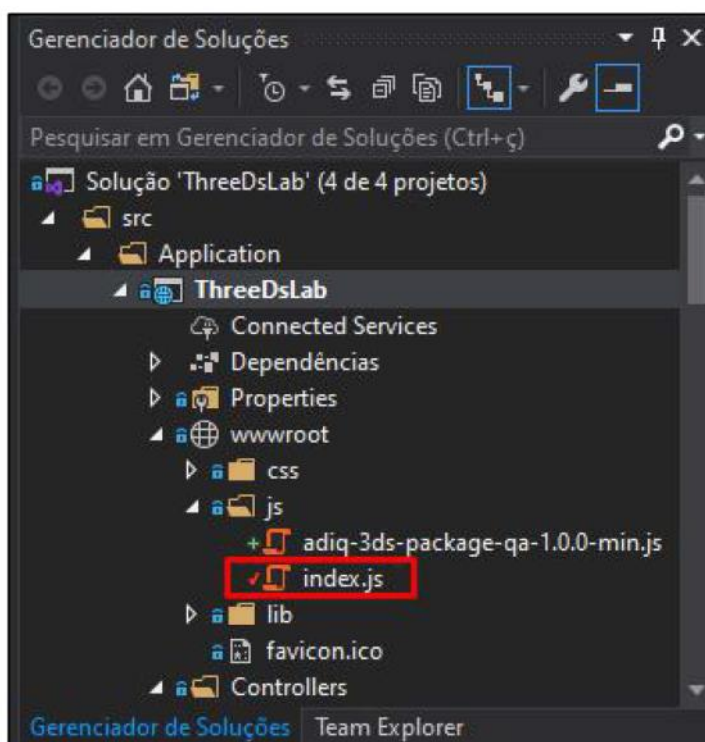 Gerenciador de Soluções
Pesquisar em Gerenciador de Soluções (Ctrl+ç)
Solução 'ThreeDsLab' (4 de 4 projetos)
src
Application
ThreeDsLab
Connected Services
Dependências
Properties
wwwroot
css
js
adiq-3ds-package-qa-1.0.0-min.js
index.js
lib
favicon.ico
Controllers
Gerenciador de Soluções Team Explorer